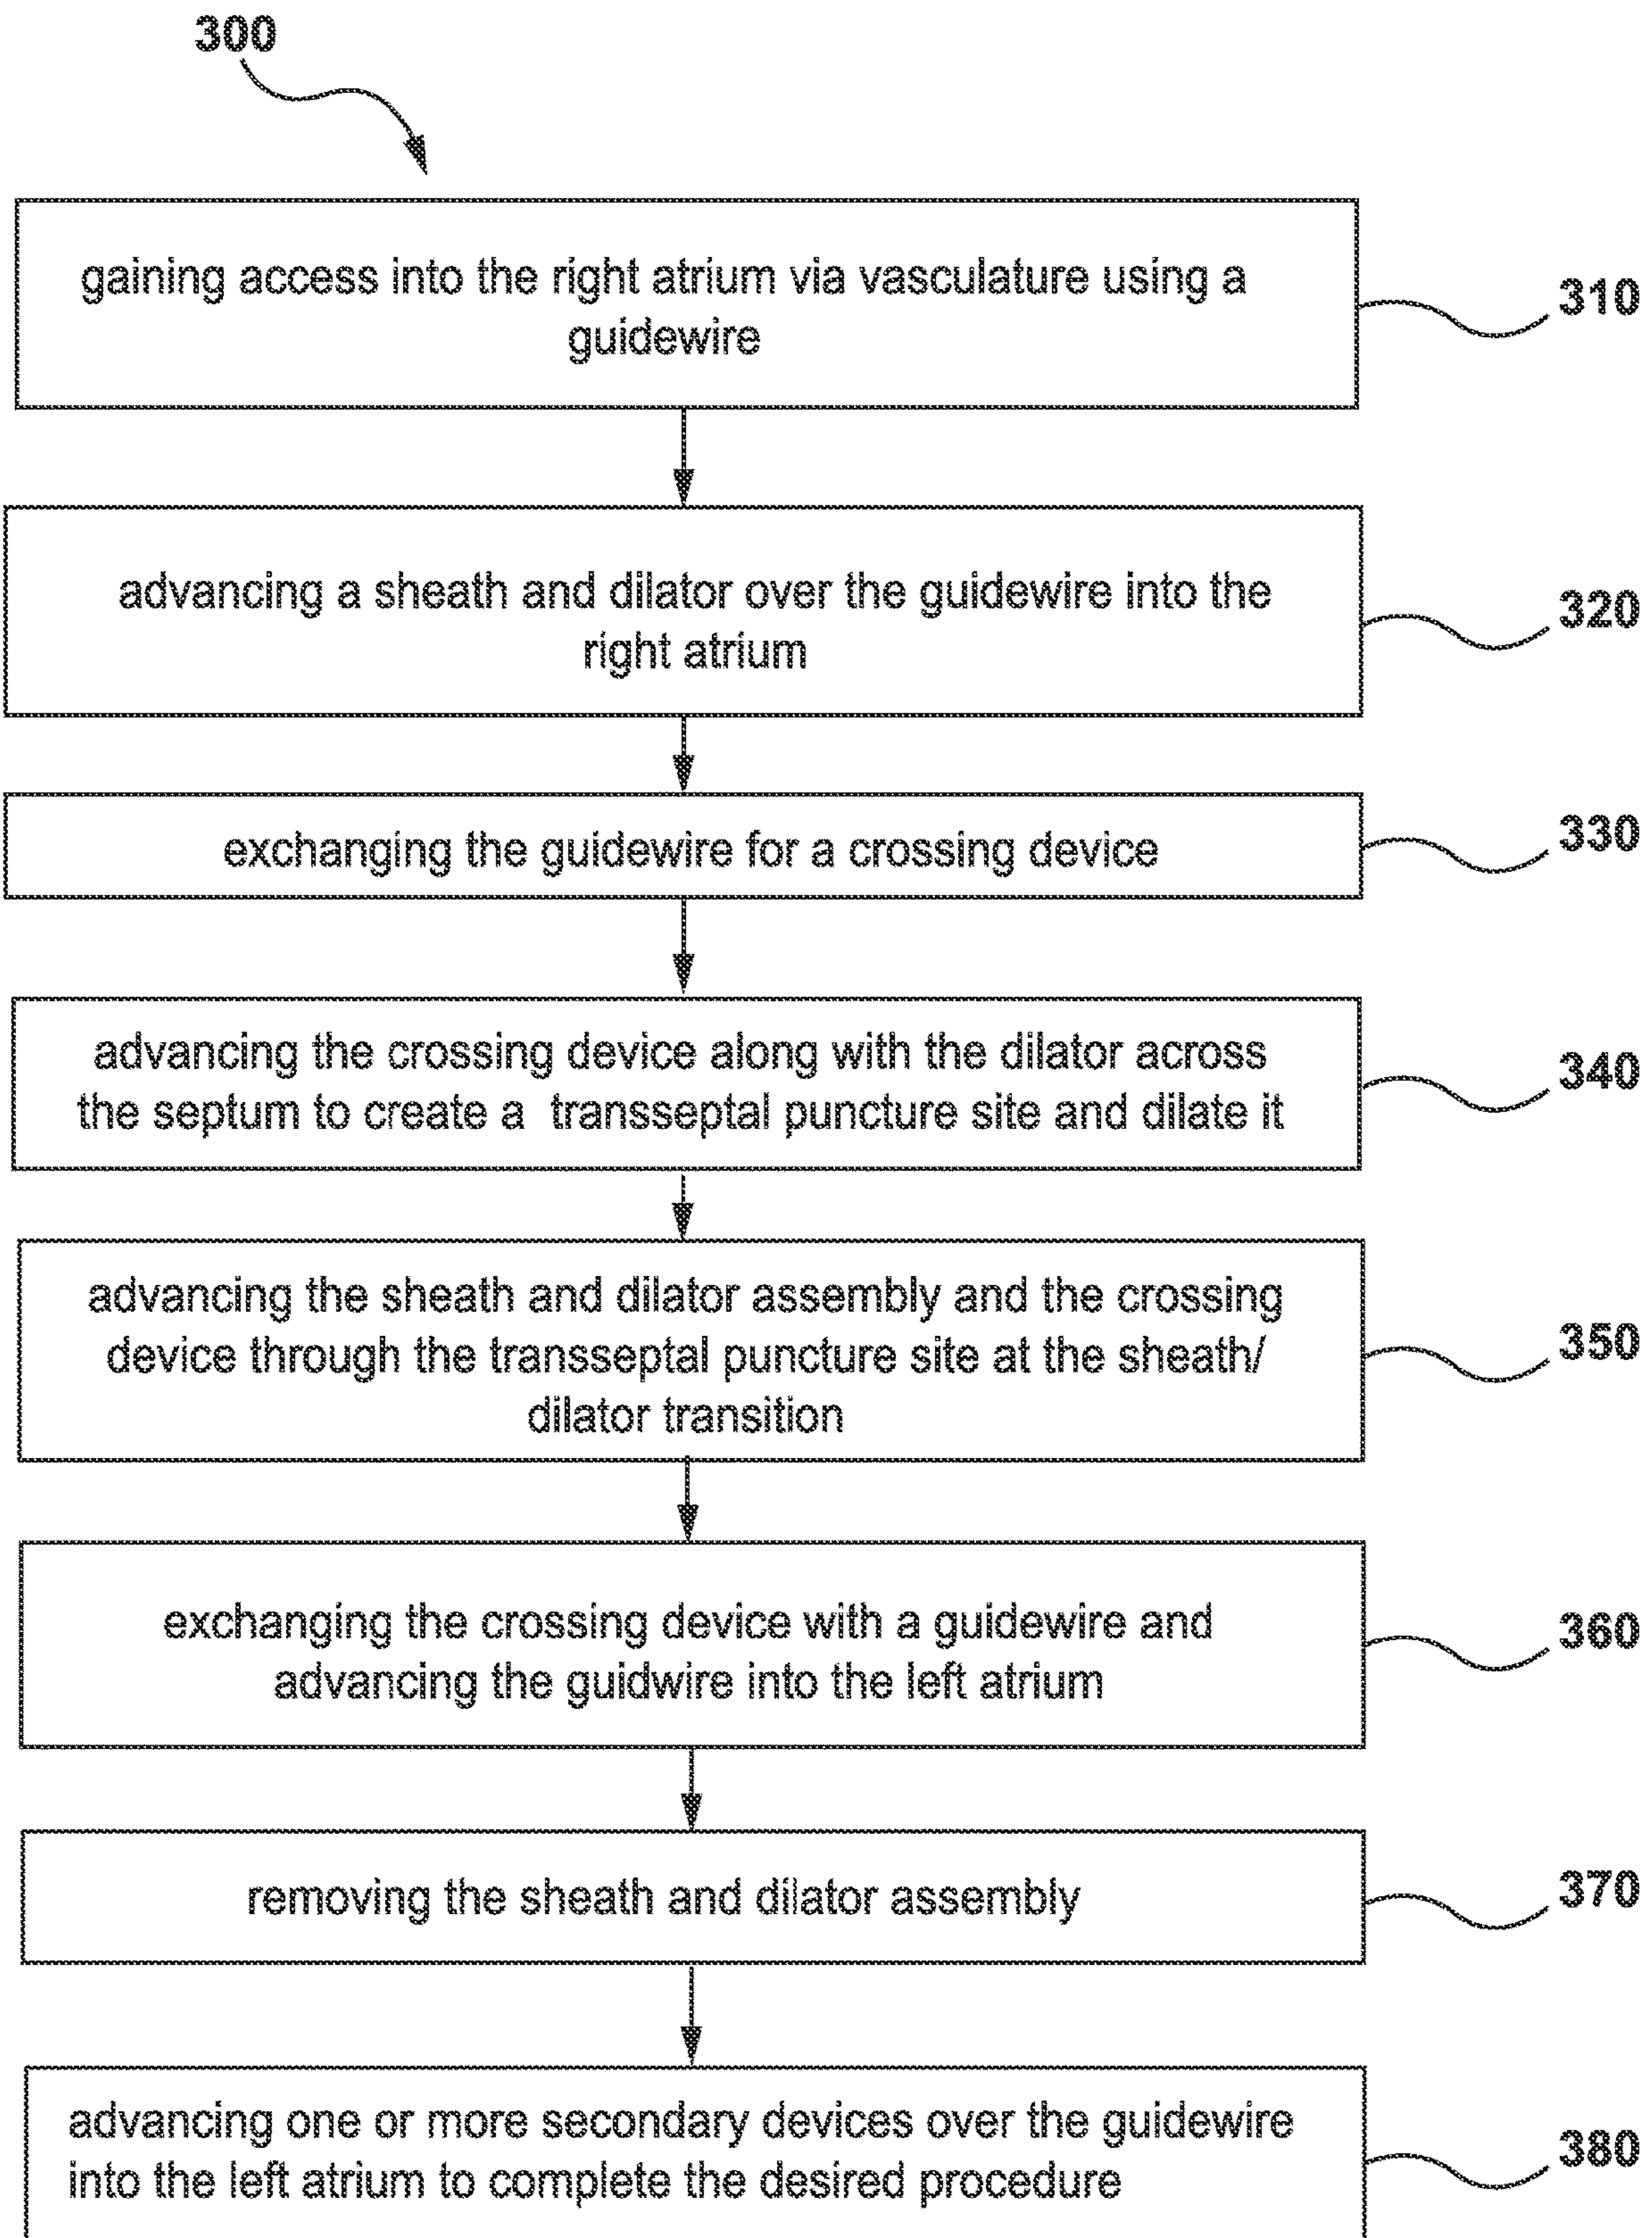 300
gaining access into the right atrium via vasculature using a
guidewire
310
advancing a sheath and dilator over the guidewire into the
right atrium
320
exchanging the guidewire for a crossing device
330
advancing the crossing device along with the dilator across
the septum to create a transseptal puncture site and dilate it
340
advancing the sheath and dilator assembly and the crossing
device through the transseptal puncture site at the sheath/
dilator transition
350
exchanging the crossing device with a guidewire and
advancing the guidwire into the left atrium
360
removing the sheath and dilator assembly
370
advancing one or more secondary devices over the guidewire
into the left atrium to complete the desired procedure
380